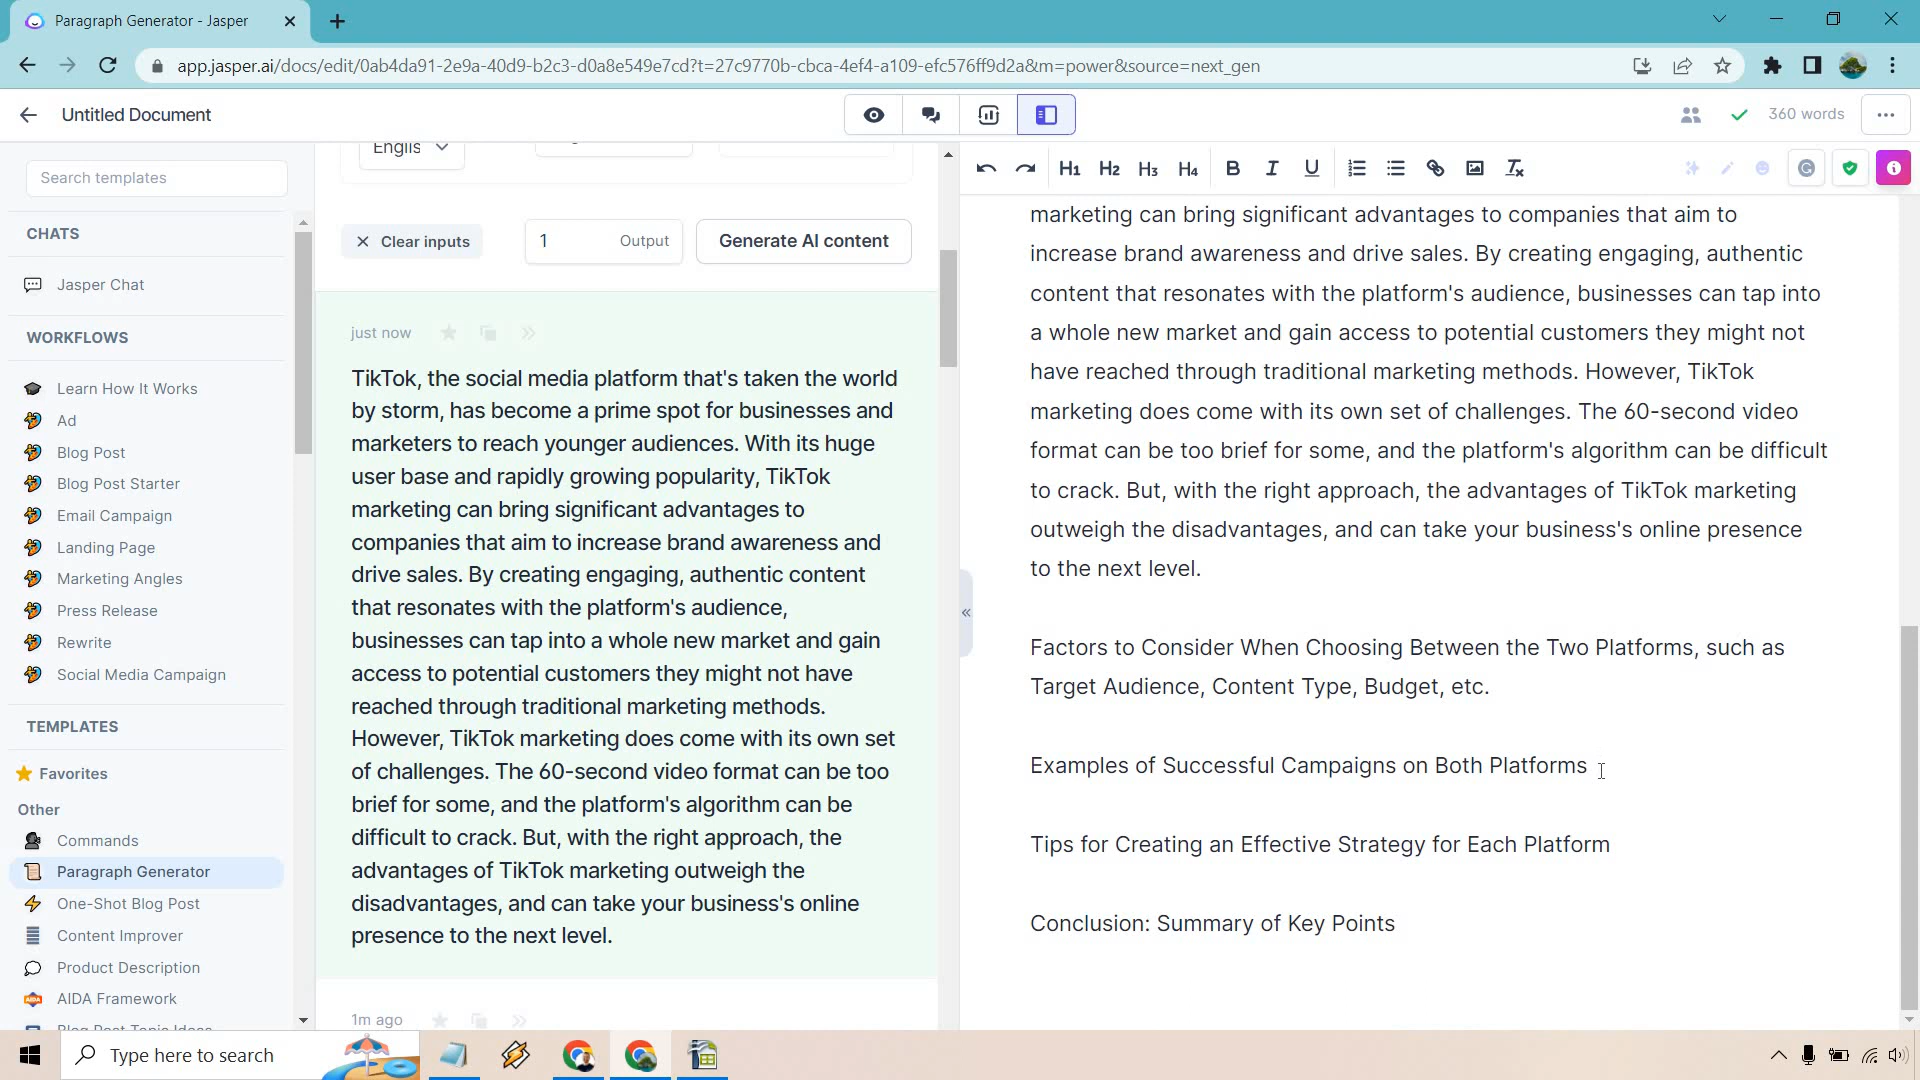 Paragraph Generator - Jasper
app.jasper.ai/docs/edit/0ab4da91-2e9a-40d9-b2c3-d0a8e549e7cd?t=27c9770b-cbca-4ef4-a109-efc576ff9d2a&m=power&source=next_gen
Untitled Document
360 words
Search templates
CHATS
Jasper Chat
WORKFLOWS
Learn How It Works
Ad
Blog Post
Blog Post Starter
Email Campaign
Landing Page
Marketing Angles
Press Release
Rewrite
Social Media Campaign
TEMPLATES
Favorites
Other
Commands
Paragraph Generator
One-Shot Blog Post
Content Improver
Product Description
AIDA Framework
Blog Post Topic Ideas
Englis
Clear inputs
1 Output
Generate AI content
just now
TikTok, the social media platform that's taken the world
by storm, has become a prime spot for businesses and
marketers to reach younger audiences. With its huge
user base and rapidly growing popularity, TikTok
marketing can bring significant advantages to
companies that aim to increase brand awareness and
drive sales. By creating engaging, authentic content
that resonates with the platform's audience,
businesses can tap into a whole new market and gain
access to potential customers they might not have
reached through traditional marketing methods.
However, TikTok marketing does come with its own set
of challenges. The 60-second video format can be too
brief for some, and the platform's algorithm can be
difficult to crack. But, with the right approach, the
advantages of TikTok marketing outweigh the
disadvantages, and can take your business's online
presence to the next level.
1m ago
H1 H2 H3 H4 B I U
marketing can bring significant advantages to companies that aim to
increase brand awareness and drive sales. By creating engaging, authentic
content that resonates with the platform's audience, businesses can tap into
a whole new market and gain access to potential customers they might not
have reached through traditional marketing methods. However, TikTok
marketing does come with its own set of challenges. The 60-second video
format can be too brief for some, and the platform's algorithm can be difficult
to crack. But, with the right approach, the advantages of TikTok marketing
outweigh the disadvantages, and can take your business's online presence
to the next level.
Factors to Consider When Choosing Between the Two Platforms, such as
Target Audience, Content Type, Budget, etc.
Examples of Successful Campaigns on Both Platforms
Tips for Creating an Effective Strategy for Each Platform
Conclusion: Summary of Key Points
Type here to search